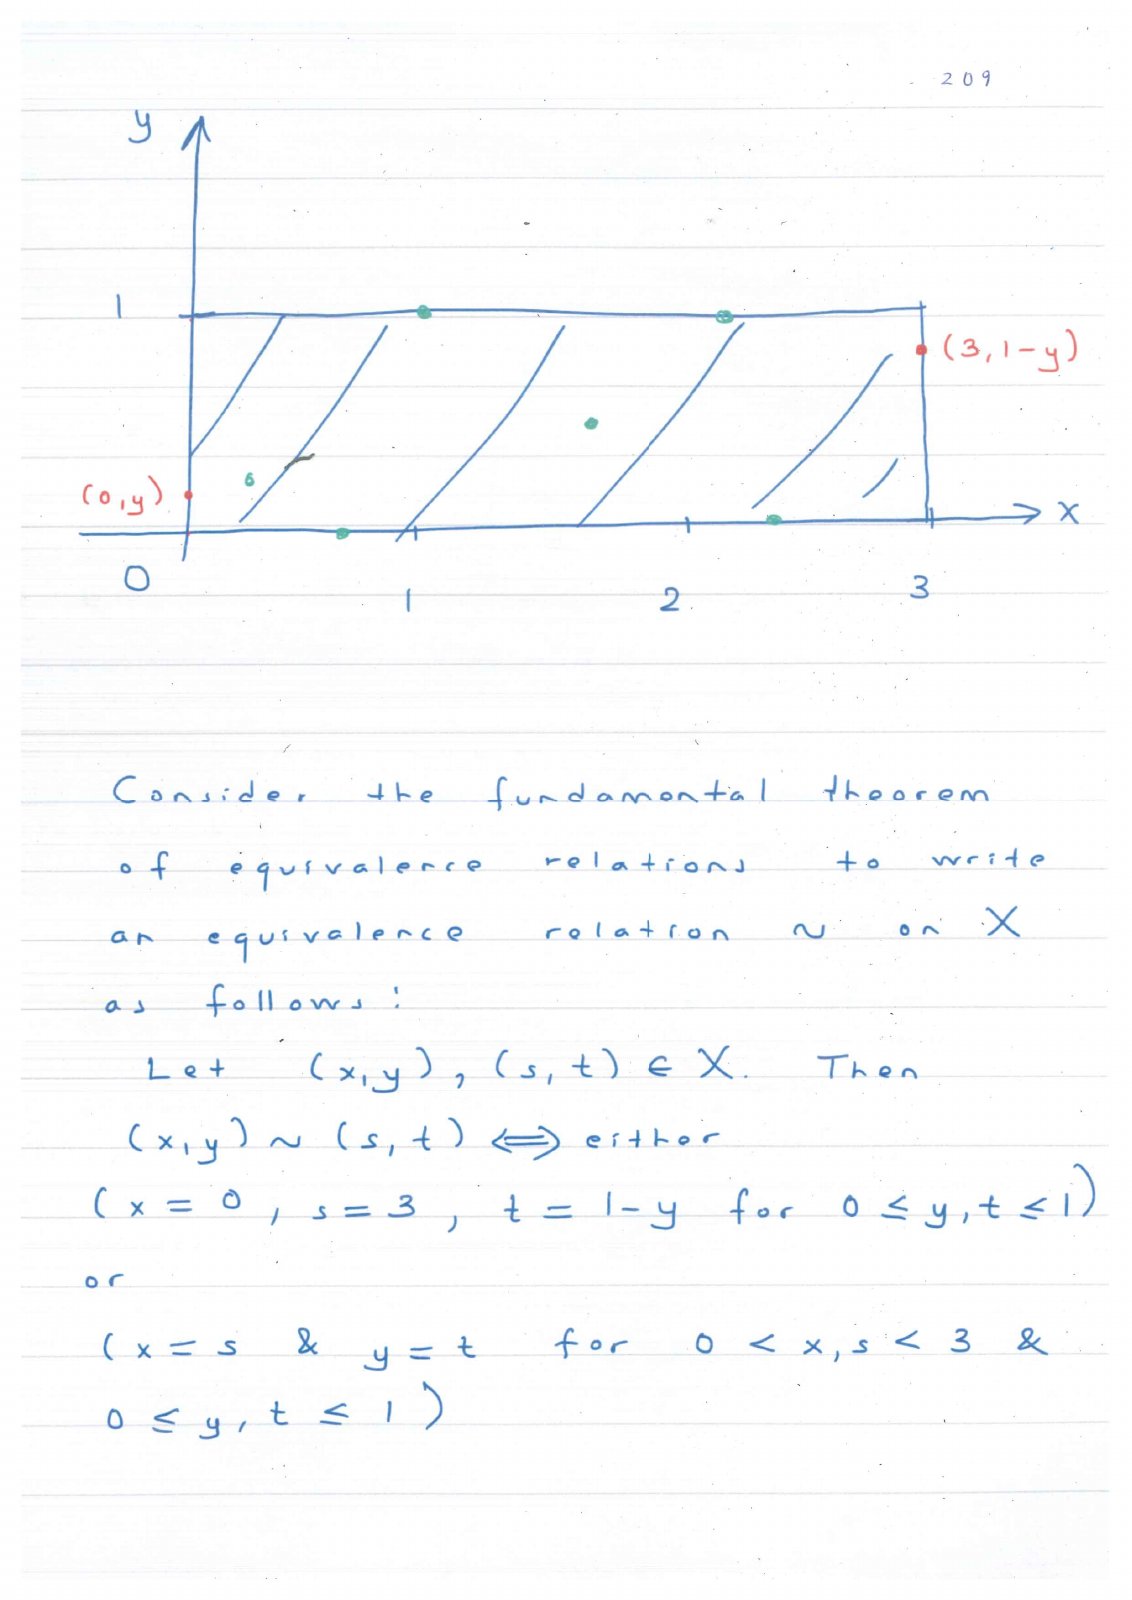 209
y
1
(3,1-y)
(0,y)
x
0
1
2
3
Consider the fundamental theorem
of equivalence relations to write
an equivalence relation ~ on X
as follows:
Let (x,y), (s,t) ∈ X. Then
(x,y) ~ (s,t) ⟺ either
(x = 0, s = 3, t = 1-y for 0 ≤ y,t ≤ 1)
or
(x = s & y = t for 0 < x,s < 3 &
0 ≤ y,t ≤ 1)